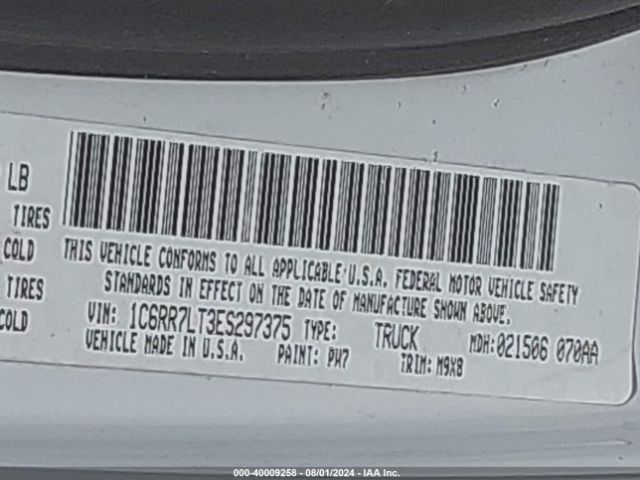 LB
TIRES
COLD
TIRES
COLD
THIS VEHICLE CONFORMS TO ALL APPLICABLE U.S.A. FEDERAL MOTOR VEHICLE SAFETY
STANDARDS IN EFFECT ON THE DATE OF MANUFACTURE SHOWN ABOVE.
VIN: 1C6RR7LT3ES297375 TYPE: TRUCK MDH:021506 070AA
VEHICLE MADE IN U.S.A. PAINT: PW7 TRIM: M9X8
000-40009258 - 08/01/2024 - IAA Inc.